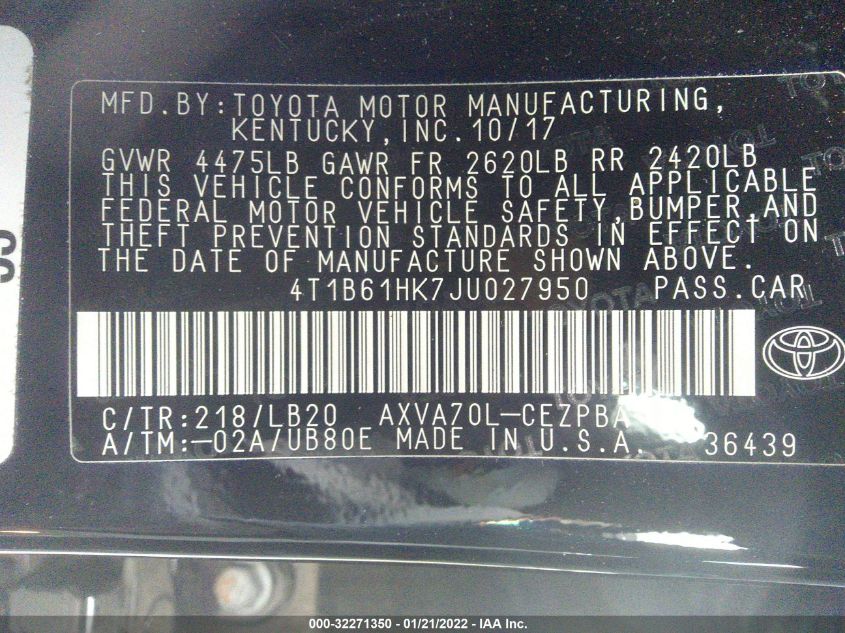 MFD.BY:TOYOTA MOTOR MANUFACTURING,
KENTUCKY,INC.10/17
GVWR 4475LB GAWR FR 2620LB RR 2420LB
THIS VEHICLE CONFORMS TO ALL APPLICABLE
FEDERAL MOTOR VEHICLE SAFETY,BUMPER,AND
THEFT PREVENTION STANDARDS IN EFFECT ON
THE DATE OF MANUFACTURE SHOWN ABOVE.
4T1B61HK7JU027950 PASS.CAR
C/TR:218/LB20 AXVA70L-CEZPBA
A/TM:-02A/UB80E MADE IN U.S.A. 36439
000-32271350 - 01/21/2022 - IAA Inc.